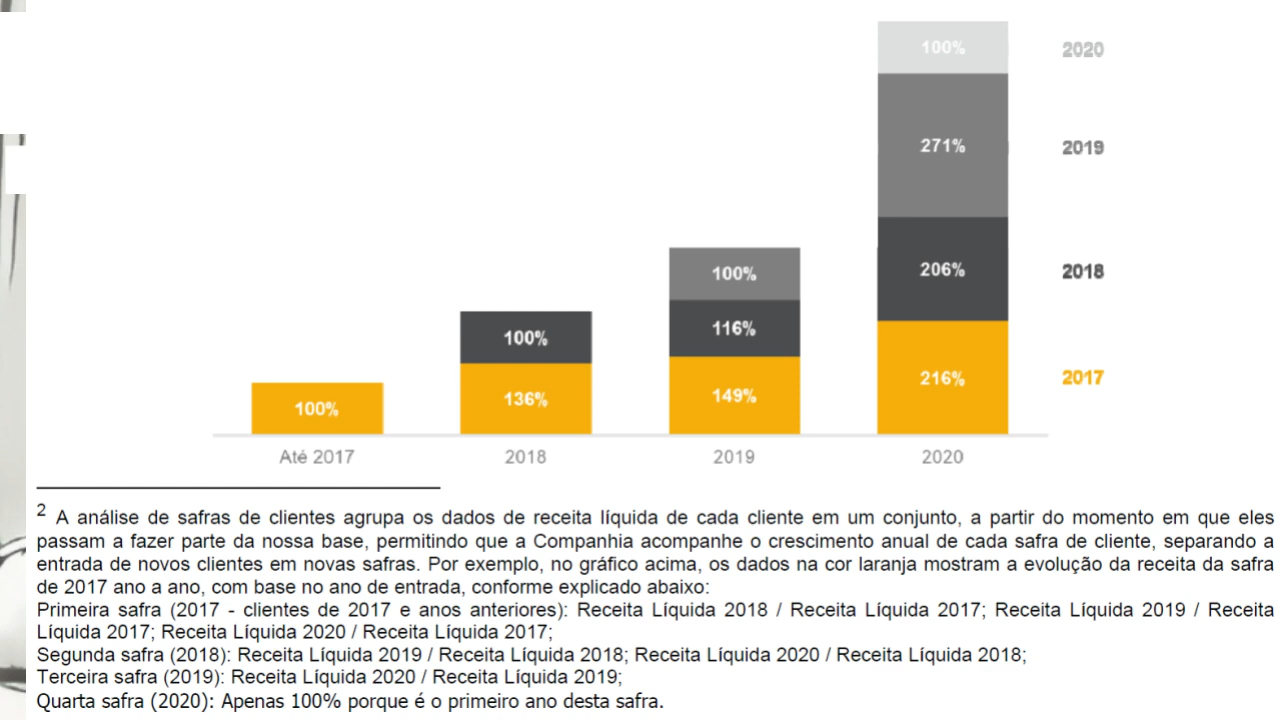 100%
2020
271%
2019
100%
206%
2018
100%
116%
100%
136%
149%
216%
2017
Até 2017
2018
2019
2020
2 A análise de safras de clientes agrupa os dados de receita líquida de cada cliente em um conjunto, a partir do momento em que eles
passam a fazer parte da nossa base, permitindo que a Companhia acompanhe o crescimento anual de cada safra de cliente, separando a
entrada de novos clientes em novas safras. Por exemplo, no gráfico acima, os dados na cor laranja mostram a evolução da receita da safra
de 2017 ano a ano, com base no ano de entrada, conforme explicado abaixo:
Primeira safra (2017 - clientes de 2017 e anos anteriores): Receita Líquida 2018 / Receita Líquida 2017; Receita Líquida 2019 / Receita
Líquida 2017; Receita Líquida 2020 / Receita Líquida 2017;
Segunda safra (2018): Receita Líquida 2019 / Receita Líquida 2018; Receita Líquida 2020 / Receita Líquida 2018;
Terceira safra (2019): Receita Líquida 2020 / Receita Líquida 2019;
Quarta safra (2020): Apenas 100% porque é o primeiro ano desta safra.